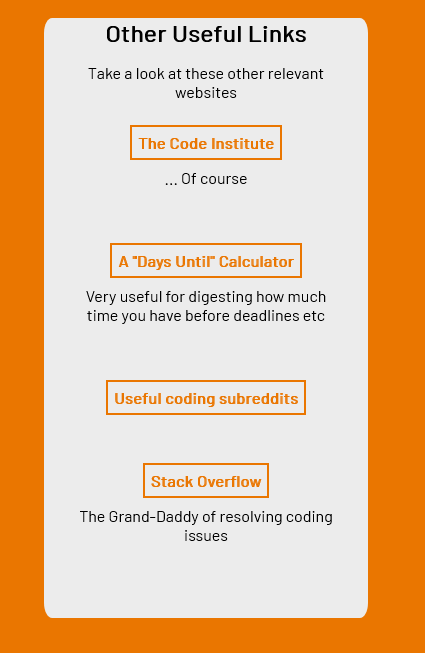 Other Useful Links
Take a look at these other relevant
websites
The Code Institute
... Of course
A "Days Until" Calculator
Very useful for digesting how much
time you have before deadlines etc
Useful coding subreddits
Stack Overflow
The Grand-Daddy of resolving coding
issues